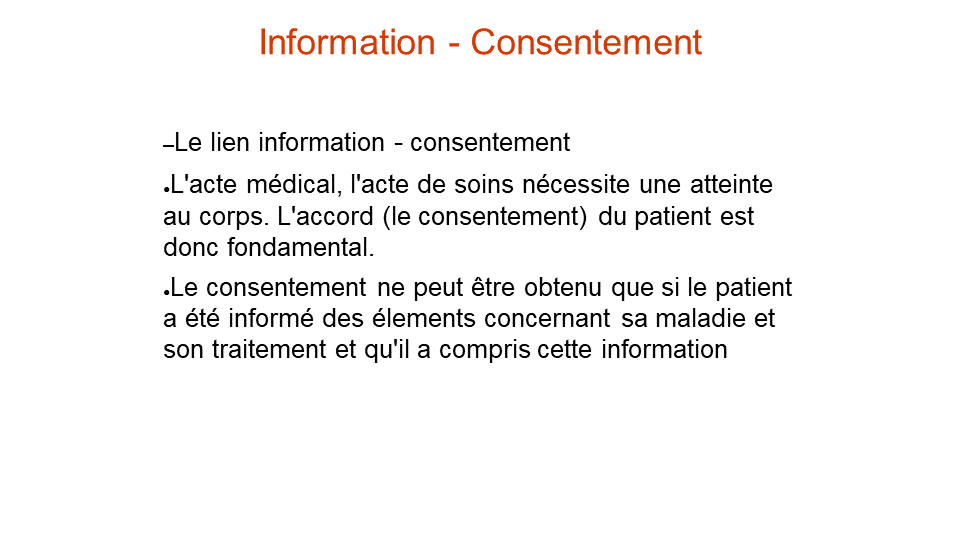 Information - Consentement
–Le lien information - consentement
●L'acte médical, l'acte de soins nécessite une atteinte
au corps. L'accord (le consentement) du patient est
donc fondamental.
●Le consentement ne peut être obtenu que si le patient
a été informé des élements concernant sa maladie et
son traitement et qu'il a compris cette information